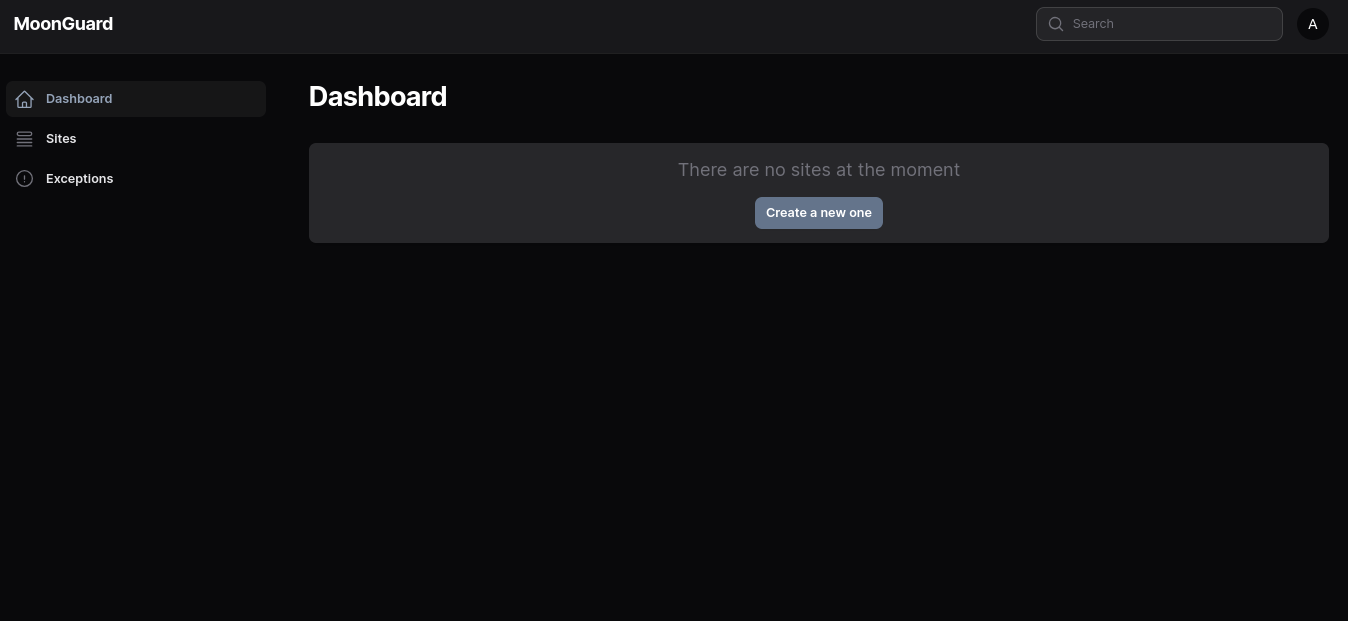 MoonGuard
Search
A
Dashboard
Sites
Exceptions
Dashboard
There are no sites at the moment
Create a new one